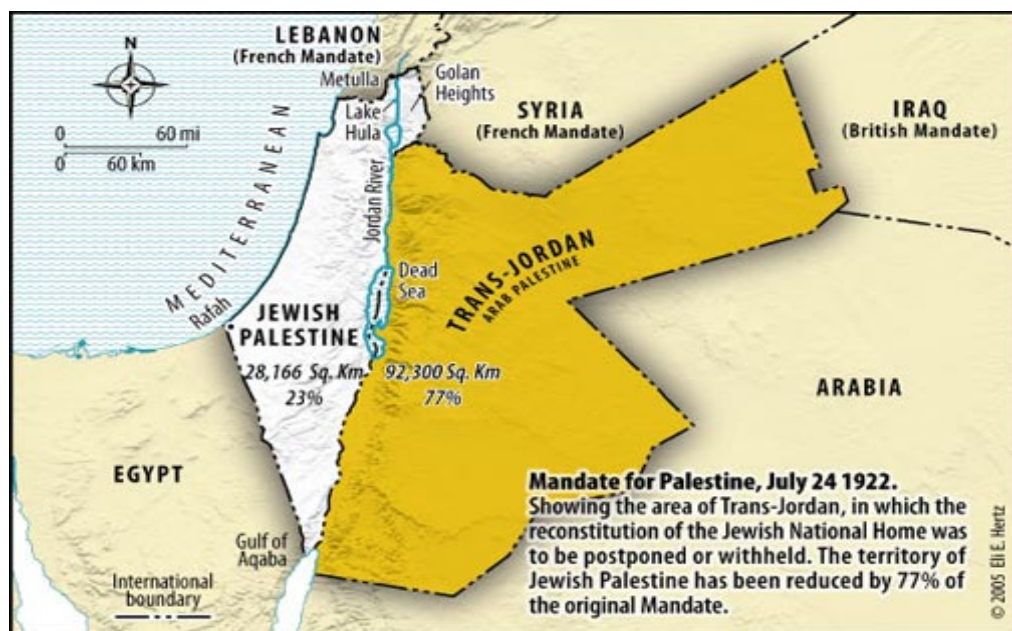 LEBANON
(French Mandate)
N
Metulla
Golan
Heights
SYRIA
(French Mandate)
IRAQ
(British Mandate)
0 60 mi
0 60 km
Lake
Hula
MEDITERRANEAN
Jordan River
TRANS-JORDAN
ARAB PALESTINE
Dead
Sea
Rafah
JEWISH
PALESTINE
28,166 Sq. Km
23%
92,300 Sq. Km
77%
ARABIA
EGYPT
Gulf of
Aqaba
International
boundary
Mandate for Palestine, July 24 1922.
Showing the area of Trans-Jordan, in which the
reconstitution of the Jewish National Home was
to be postponed or withheld. The territory of
Jewish Palestine has been reduced by 77% of
the original Mandate.
© 2005 Eli E. Hertz